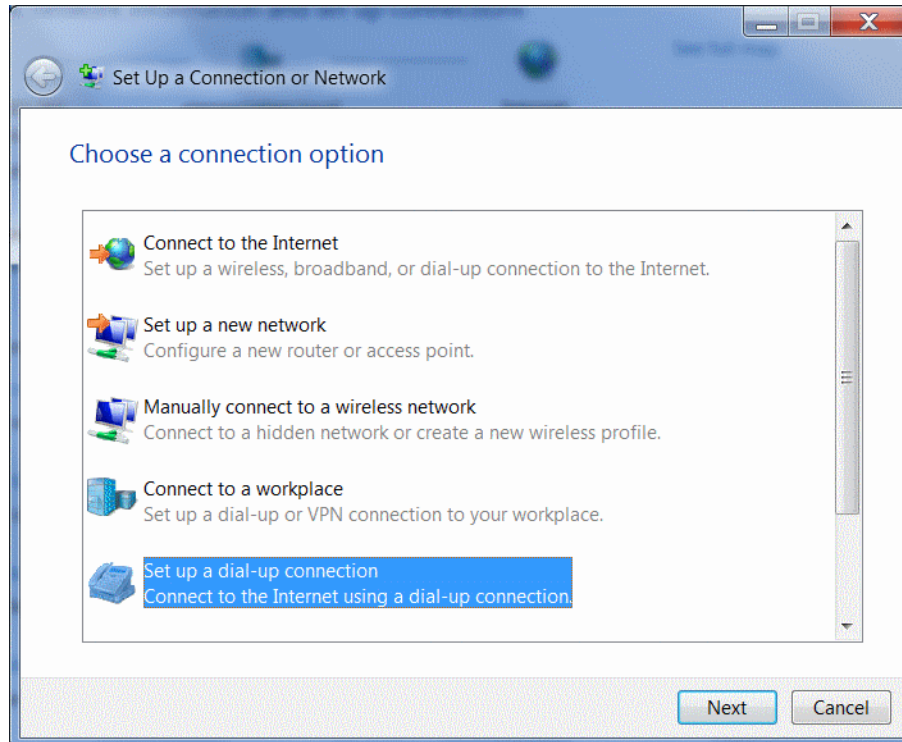 See full map
Set Up a Connection or Network
Choose a connection option
Connect to the Internet
Set up a wireless, broadband, or dial-up connection to the Internet.
Set up a new network
Configure a new router or access point.
Manually connect to a wireless network
Connect to a hidden network or create a new wireless profile.
Connect to a workplace
Set up a dial-up or VPN connection to your workplace.
Set up a dial-up connection
Connect to the Internet using a dial-up connection.
Next
Cancel